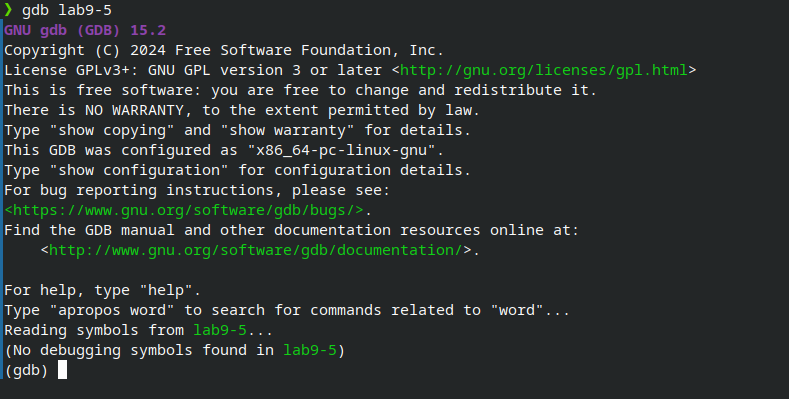 ❯ gdb lab9-5
GNU gdb (GDB) 15.2
Copyright (C) 2024 Free Software Foundation, Inc.
License GPLv3+: GNU GPL version 3 or later <http://gnu.org/licenses/gpl.html>
This is free software: you are free to change and redistribute it.
There is NO WARRANTY, to the extent permitted by law.
Type "show copying" and "show warranty" for details.
This GDB was configured as "x86_64-pc-linux-gnu".
Type "show configuration" for configuration details.
For bug reporting instructions, please see:
<https://www.gnu.org/software/gdb/bugs/>.
Find the GDB manual and other documentation resources online at:
    <http://www.gnu.org/software/gdb/documentation/>.

For help, type "help".
Type "apropos word" to search for commands related to "word"...
Reading symbols from lab9-5...
(No debugging symbols found in lab9-5)
(gdb)